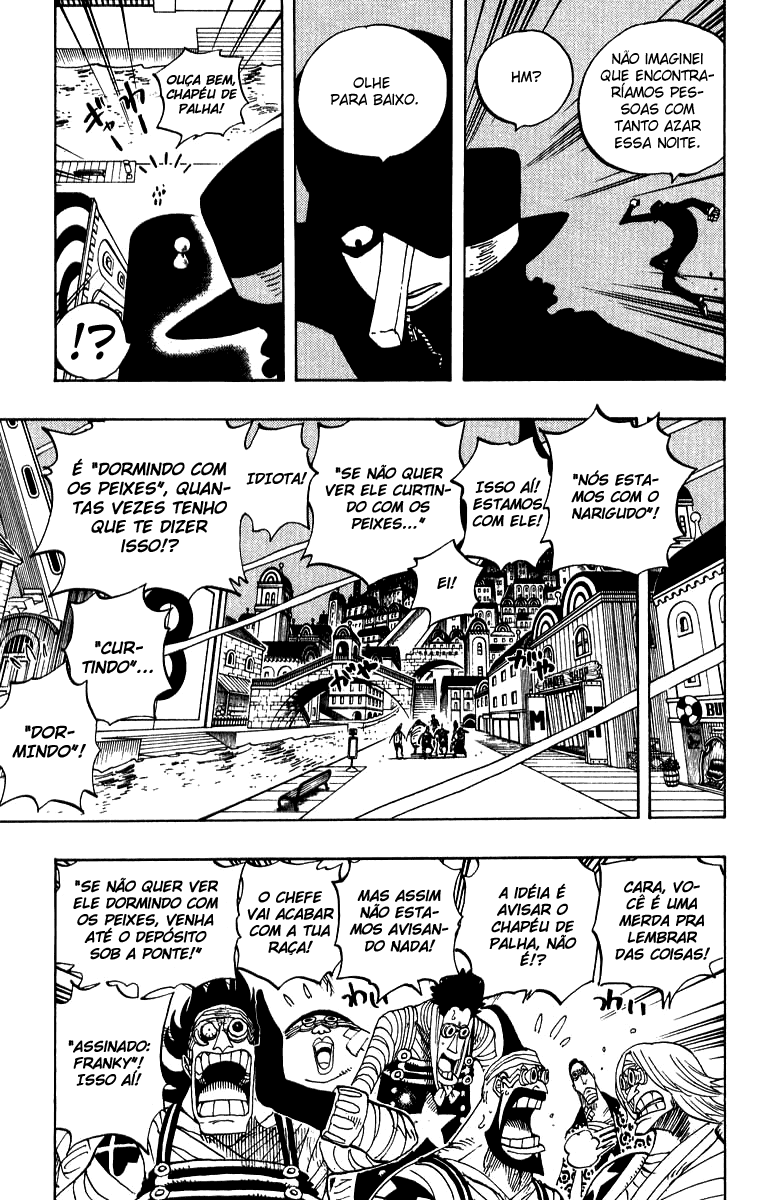 NÃO IMAGINEI
QUE ENCONTRA-
RÍAMOS PES-
SOAS COM
TANTO AZAR
ESSA NOITE.
HM?
OLHE
PARA BAIXO.
OUÇA BEM,
CHAPÉU DE
PALHA!
ギャー
!?
"NÓS ESTA-
MOS COM O
NARIGUDO"!
ISSO AÍ!
ESTAMOS
COM ELE!
"SE NÃO QUER
VER ELE CURTIN-
DO COM OS
PEIXES..."
EI!
IDIOTA!
É "DORMINDO COM
OS PEIXES", QUAN-
TAS VEZES TENHO
QUE TE DIZER
ISSO!?
"CUR-
TINDO"...
"DOR-
MINDO"!
CARA, VO-
CÊ É UMA
MERDA PRA
LEMBRAR
DAS COISAS!
A IDÉIA É
AVISAR O
CHAPÉU DE
PALHA, NÃO
É!?
MAS ASSIM
NÃO ESTA-
MOS AVISAN-
DO NADA!
O CHEFE
VAI ACABAR
COM A TUA
RAÇA!
"SE NÃO QUER VER
ELE DORMINDO COM
OS PEIXES, VENHA
ATÉ O DEPÓSITO
SOB A PONTE!"
"ASSINADO:
FRANKY"!
ISSO AÍ!